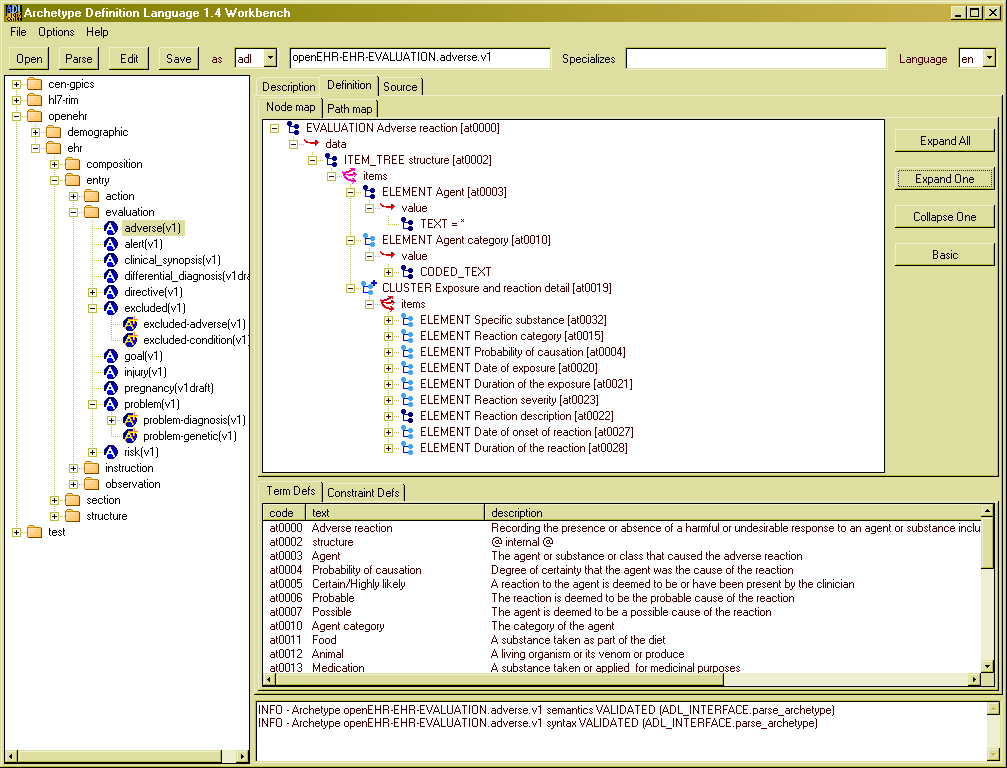 Archetype Definition Language 1.4 Workbench
File Options Help
Open Parse Edit Save as adl openEHR-EHR-EVALUATION.adverse.v1 Specializes Language en
cen-gpics
hl7-rim
openehr
demographic
ehr
composition
entry
action
evaluation
adverse(v1)
alert(v1)
clinical_synopsis(v1)
differential_diagnosis(v1dra
directive(v1)
excluded(v1)
excluded-adverse(v1)
excluded-condition(v1)
goal(v1)
injury(v1)
pregnancy(v1draft)
problem(v1)
problem-diagnosis(v1)
problem-genetic(v1)
risk(v1)
instruction
observation
section
structure
test
Description Definition Source
Node map Path map
EVALUATION Adverse reaction [at0000]
data
ITEM_TREE structure [at0002]
items
ELEMENT Agent [at0003]
value
TEXT = *
ELEMENT Agent category [at0010]
value
CODED_TEXT
CLUSTER Exposure and reaction detail [at0019]
items
ELEMENT Specific substance [at0032]
ELEMENT Reaction category [at0015]
ELEMENT Probability of causation [at0004]
ELEMENT Date of exposure [at0020]
ELEMENT Duration of the exposure [at0021]
ELEMENT Reaction severity [at0023]
ELEMENT Reaction description [at0022]
ELEMENT Date of onset of reaction [at0027]
ELEMENT Duration of the reaction [at0028]
Expand All
Expand One
Collapse One
Basic
Term Defs Constraint Defs
code text description
at0000 Adverse reaction Recording the presence or absence of a harmful or undesirable response to an agent or substance inclu
at0002 structure @ internal @
at0003 Agent The agent or substance or class that caused the adverse reaction
at0004 Probability of causation Degree of certainty that the agent was the cause of the reaction
at0005 Certain/Highly likely A reaction to the agent is deemed to be or have been present by the clinician
at0006 Probable The reaction is deemed to be the probable cause of the reaction
at0007 Possible The agent is deemed to be a possible cause of the reaction
at0010 Agent category The category of the agent
at0011 Food A substance taken as part of the diet
at0012 Animal A living organism or its venom or produce
at0013 Medication A substance taken or applied for medicinal purposes
INFO - Archetype openEHR-EHR-EVALUATION.adverse.v1 semantics VALIDATED (ADL_INTERFACE.parse_archetype)
INFO - Archetype openEHR-EHR-EVALUATION.adverse.v1 syntax VALIDATED (ADL_INTERFACE.parse_archetype)